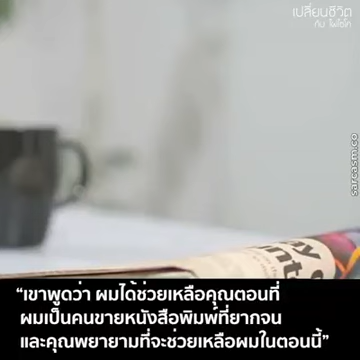 เปลี่ยนชีวิต
กับ โฟโซโล
sarcasm.co
“เขาพูดว่า ผมได้ช่วยเหลือคุณตอนที่
ผมเป็นคนขายหนังสือพิมพ์ที่ยากจน
และคุณพยายามที่จะช่วยเหลือผมในตอนนี้”